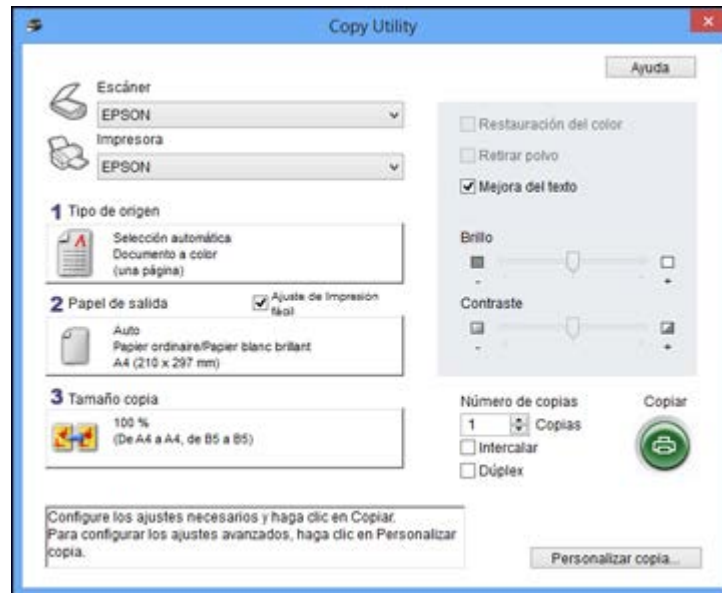 Copy Utility
Ayuda
Escáner
EPSON
Impresora
EPSON
1 Tipo de origen
Selección automática
Documento a color
(una página)
2 Papel de salida
Ajuste de Impresión
fácil
Auto
Papier ordinaire/Papier blanc brillant
A4 (210 x 297 mm)
3 Tamaño copia
100 %
(De A4 a A4, de B5 a B5)
Restauración del color
Retirar polvo
Mejora del texto
Brillo
- +
Contraste
- +
Número de copias
1 Copias
Intercalar
Dúplex
Copiar
Configure los ajustes necesarios y haga clic en Copiar.
Para configurar los ajustes avanzados, haga clic en Personalizar
copia.
Personalizar copia...